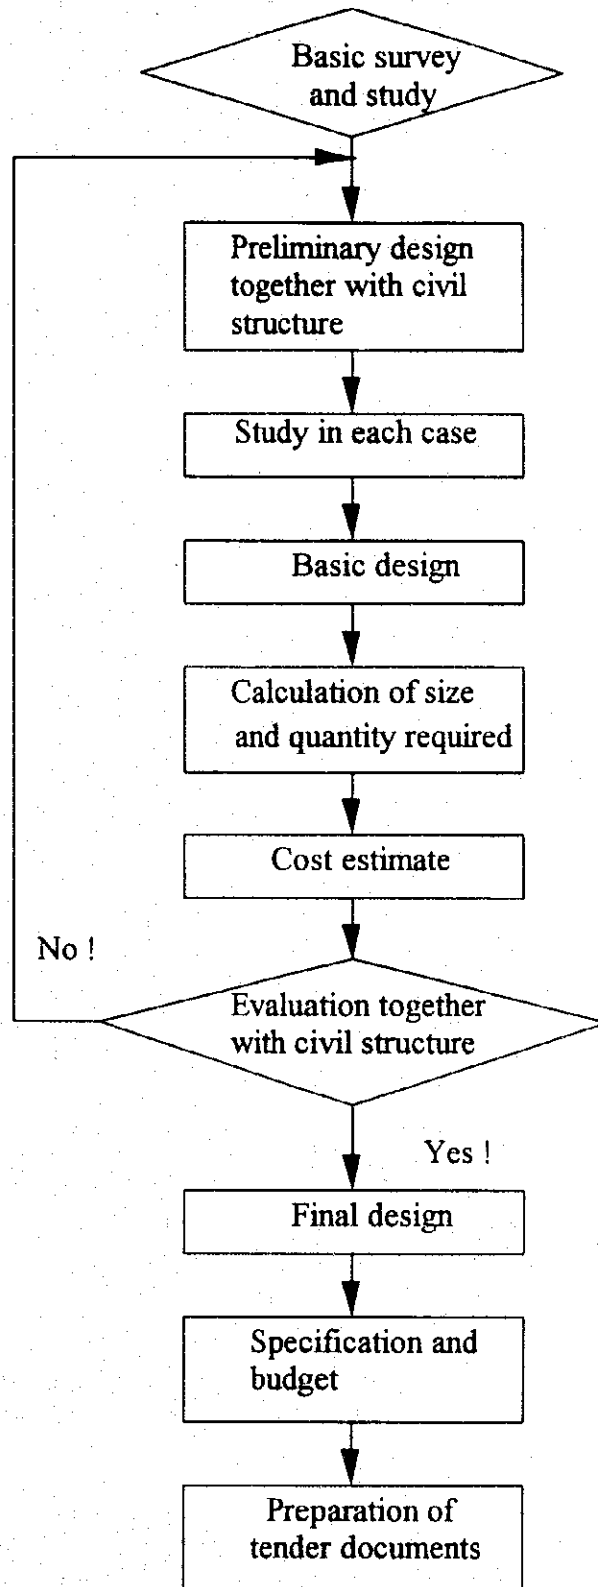 Basic survey
and study
Preliminary design
together with civil
structure
Study in each case
Basic design
Calculation of size
and quantity required
Cost estimate
No !
Evaluation together
with civil structure
Yes !
Final design
Specification and
budget
Preparation of
tender documents